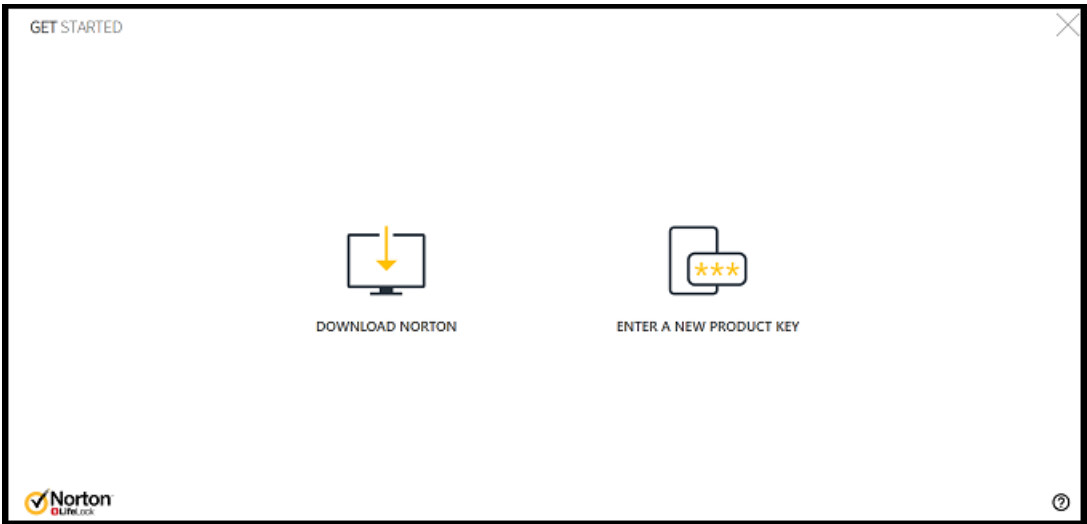 GET STARTED
DOWNLOAD NORTON
ENTER A NEW PRODUCT KEY
Norton
LifeLock